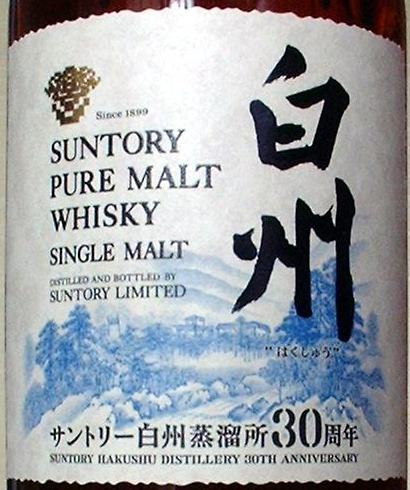 Since 1899
SUNTORY
PURE MALT
WHISKY
SINGLE MALT
DISTILLED AND BOTTLED BY
SUNTORY LIMITED
白州
"はくしゅう"
サントリー白州蒸溜所30周年
SUNTORY HAKUSHU DISTILLERY 30TH ANNIVERSARY